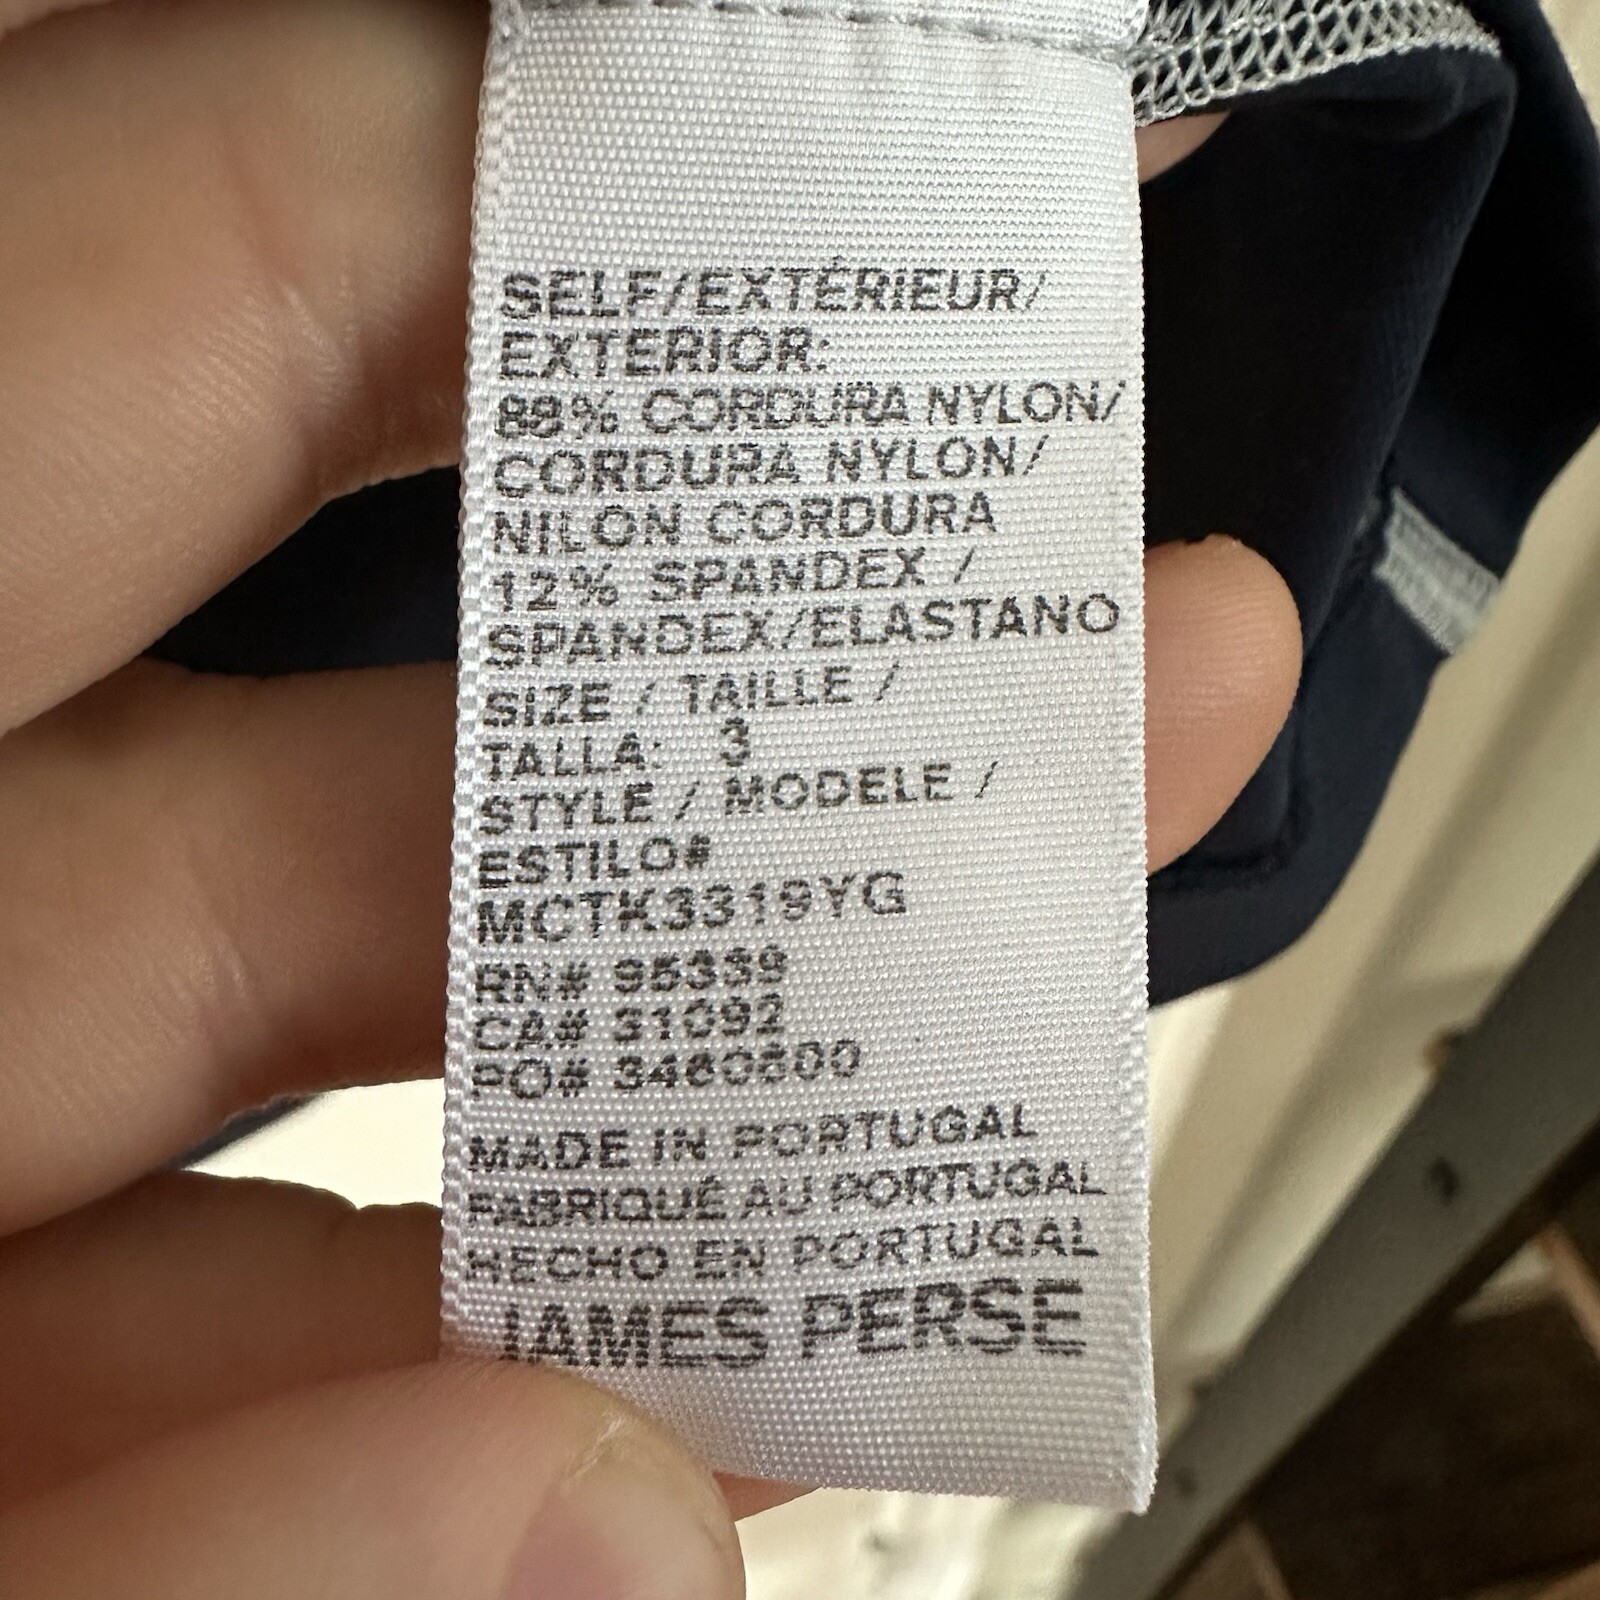 SELF/EXTÉRIEUR/
EXTERIOR:
88% CORDURA NYLON/
CORDURA NYLON/
NILON CORDURA
12% SPANDEX /
SPANDEX/ELASTANO
SIZE / TAILLE /
TALLA: 3
STYLE / MODELE /
ESTILO#
MCTK3319YG
RN# 95339
CA# 31092
PO#
MADE IN PORTUGAL
FABRIQUÉ AU PORTUGAL
HECHO EN PORTUGAL
JAMES PERSE